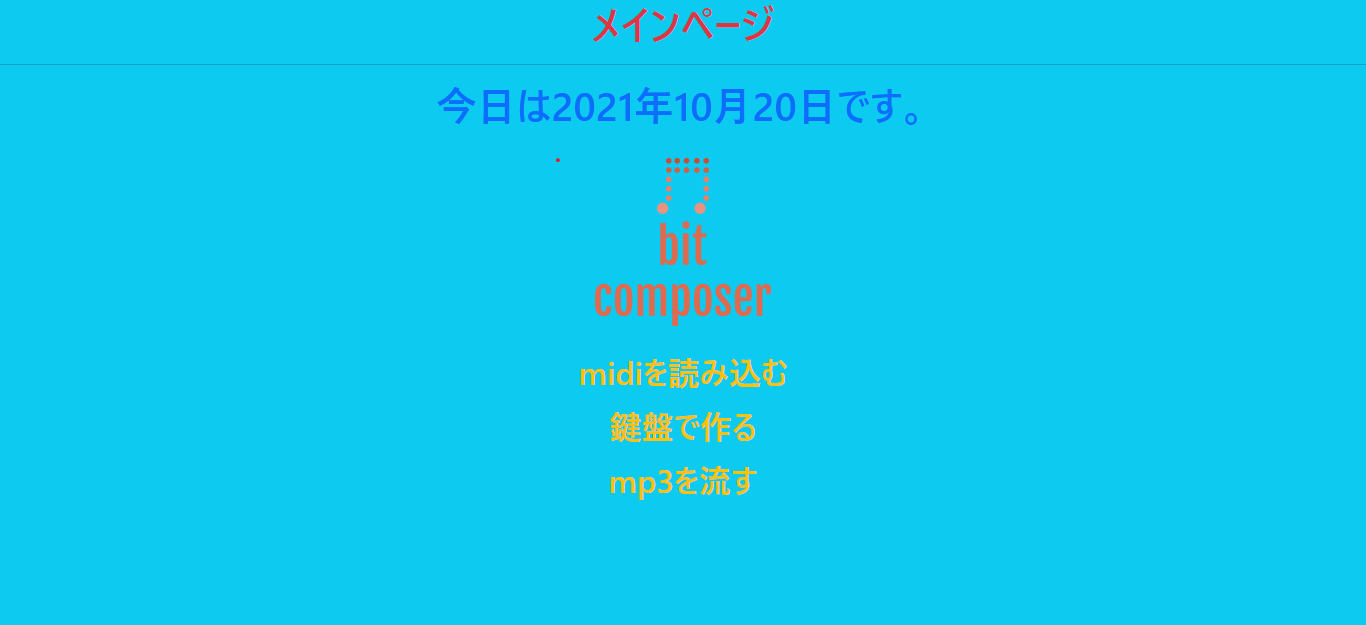 メインページ
今日は2021年10月20日です。
bit
composer
midiを読み込む
鍵盤で作る
mp3を流す